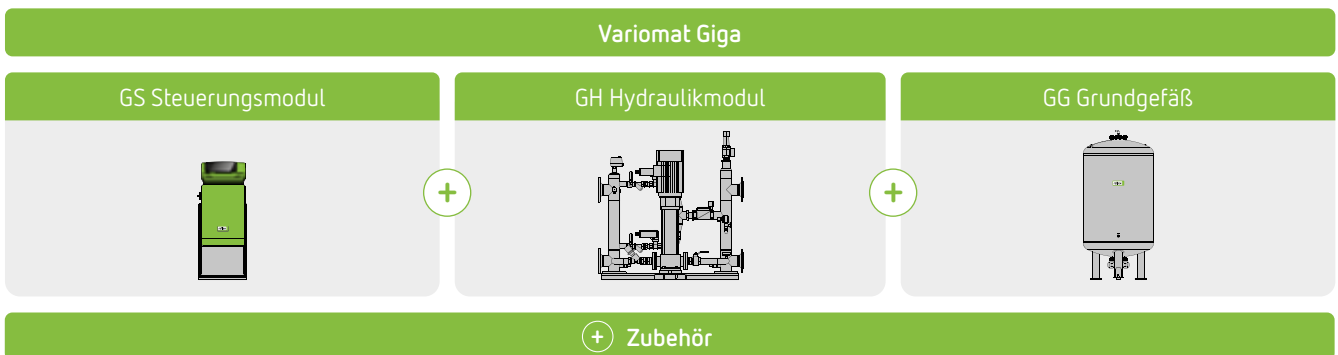 Variomat Giga
GS Steuerungsmodul
GH Hydraulikmodul
GG Grundgefäß
Zubehör